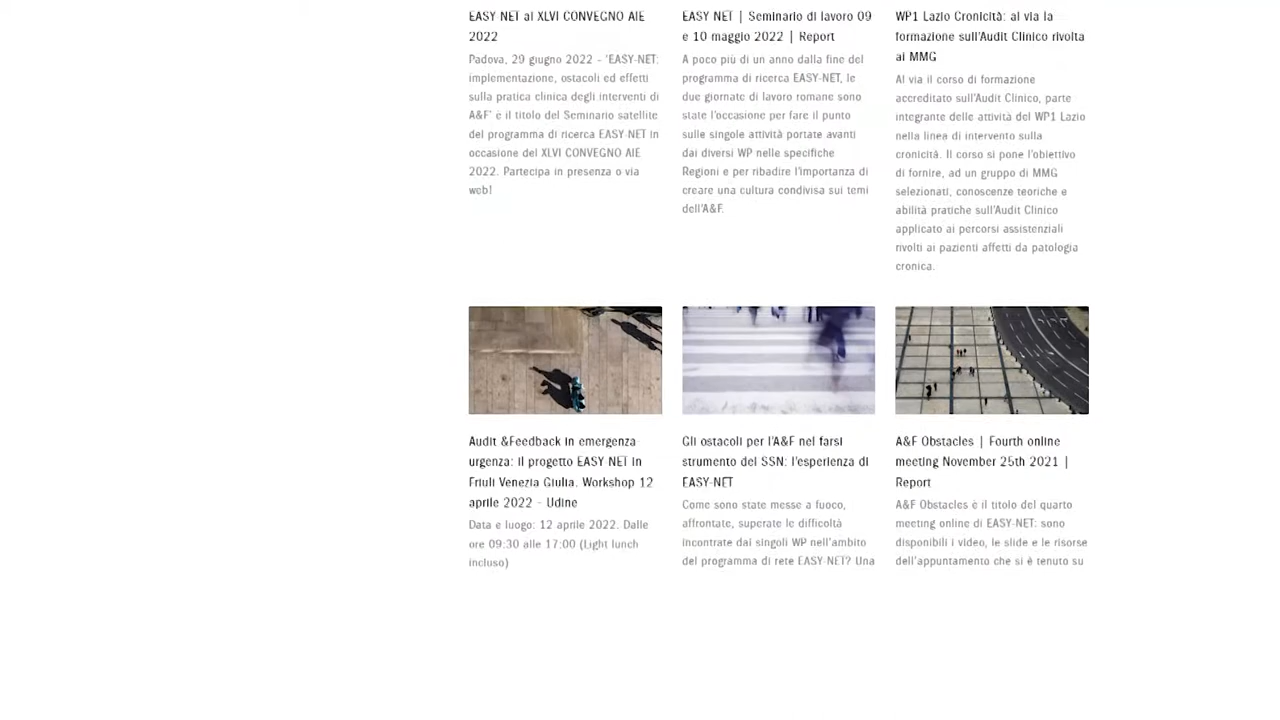 EASY NET al XLVI CONVEGNO AIE
2022
Padova, 29 giugno 2022 - 'EASY-NET:
implementazione, ostacoli ed effetti
sulla pratica clinica degli interventi di
A&F' è il titolo del Seminario satellite
del programma di ricerca EASY-NET in
occasione del XLVI CONVEGNO AIE
2022. Partecipa in presenza o via
web!
EASY NET | Seminario di lavoro 09
e 10 maggio 2022 | Report
A poco più di un anno dalla fine del
programma di ricerca EASY-NET, le
due giornate di lavoro romane sono
state l'occasione per fare il punto
sulle singole attività portate avanti
dai diversi WP nelle specifiche
Regioni e per ribadire l'importanza di
creare una cultura condivisa sui temi
dell'A&F.
WP1 Lazio Cronicità: al via la
formazione sull'Audit Clinico rivolta
ai MMG
Al via il corso di formazione
accreditato sull'Audit Clinico, parte
integrante delle attività del WP1 Lazio
nella linea di intervento sulla
cronicità. Il corso si pone l'obiettivo
di fornire, ad un gruppo di MMG
selezionati, conoscenze teoriche e
abilità pratiche sull'Audit Clinico
applicato ai percorsi assistenziali
rivolti ai pazienti affetti da patologia
cronica.
Audit &Feedback in emergenza
urgenza: il progetto EASY NET in
Friuli Venezia Giulia. Workshop 12
aprile 2022 - Udine
Data e luogo: 12 aprile 2022. Dalle
ore 09:30 alle 17:00 (Light lunch
incluso)
Gli ostacoli per l'A&F nel farsi
strumento del SSN: l'esperienza di
EASY-NET
Come sono state messe a fuoco,
affrontate, superate le difficoltà
incontrate dai singoli WP nell'ambito
del programma di rete EASY-NET? Una
A&F Obstacles | Fourth online
meeting November 25th 2021 |
Report
A&F Obstacles è il titolo del quarto
meeting online di EASY-NET: sono
disponibili i video, le slide e le risorse
dell'appuntamento che si è tenuto su